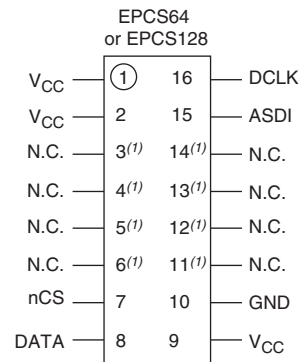 EPCS64
or EPCS128
VCC 1 16 DCLK
VCC 2 15 ASDI
N.C. 3(1) 14(1) N.C.
N.C. 4(1) 13(1) N.C.
N.C. 5(1) 12(1) N.C.
N.C. 6(1) 11(1) N.C.
nCS 7 10 GND
DATA 8 9 VCC